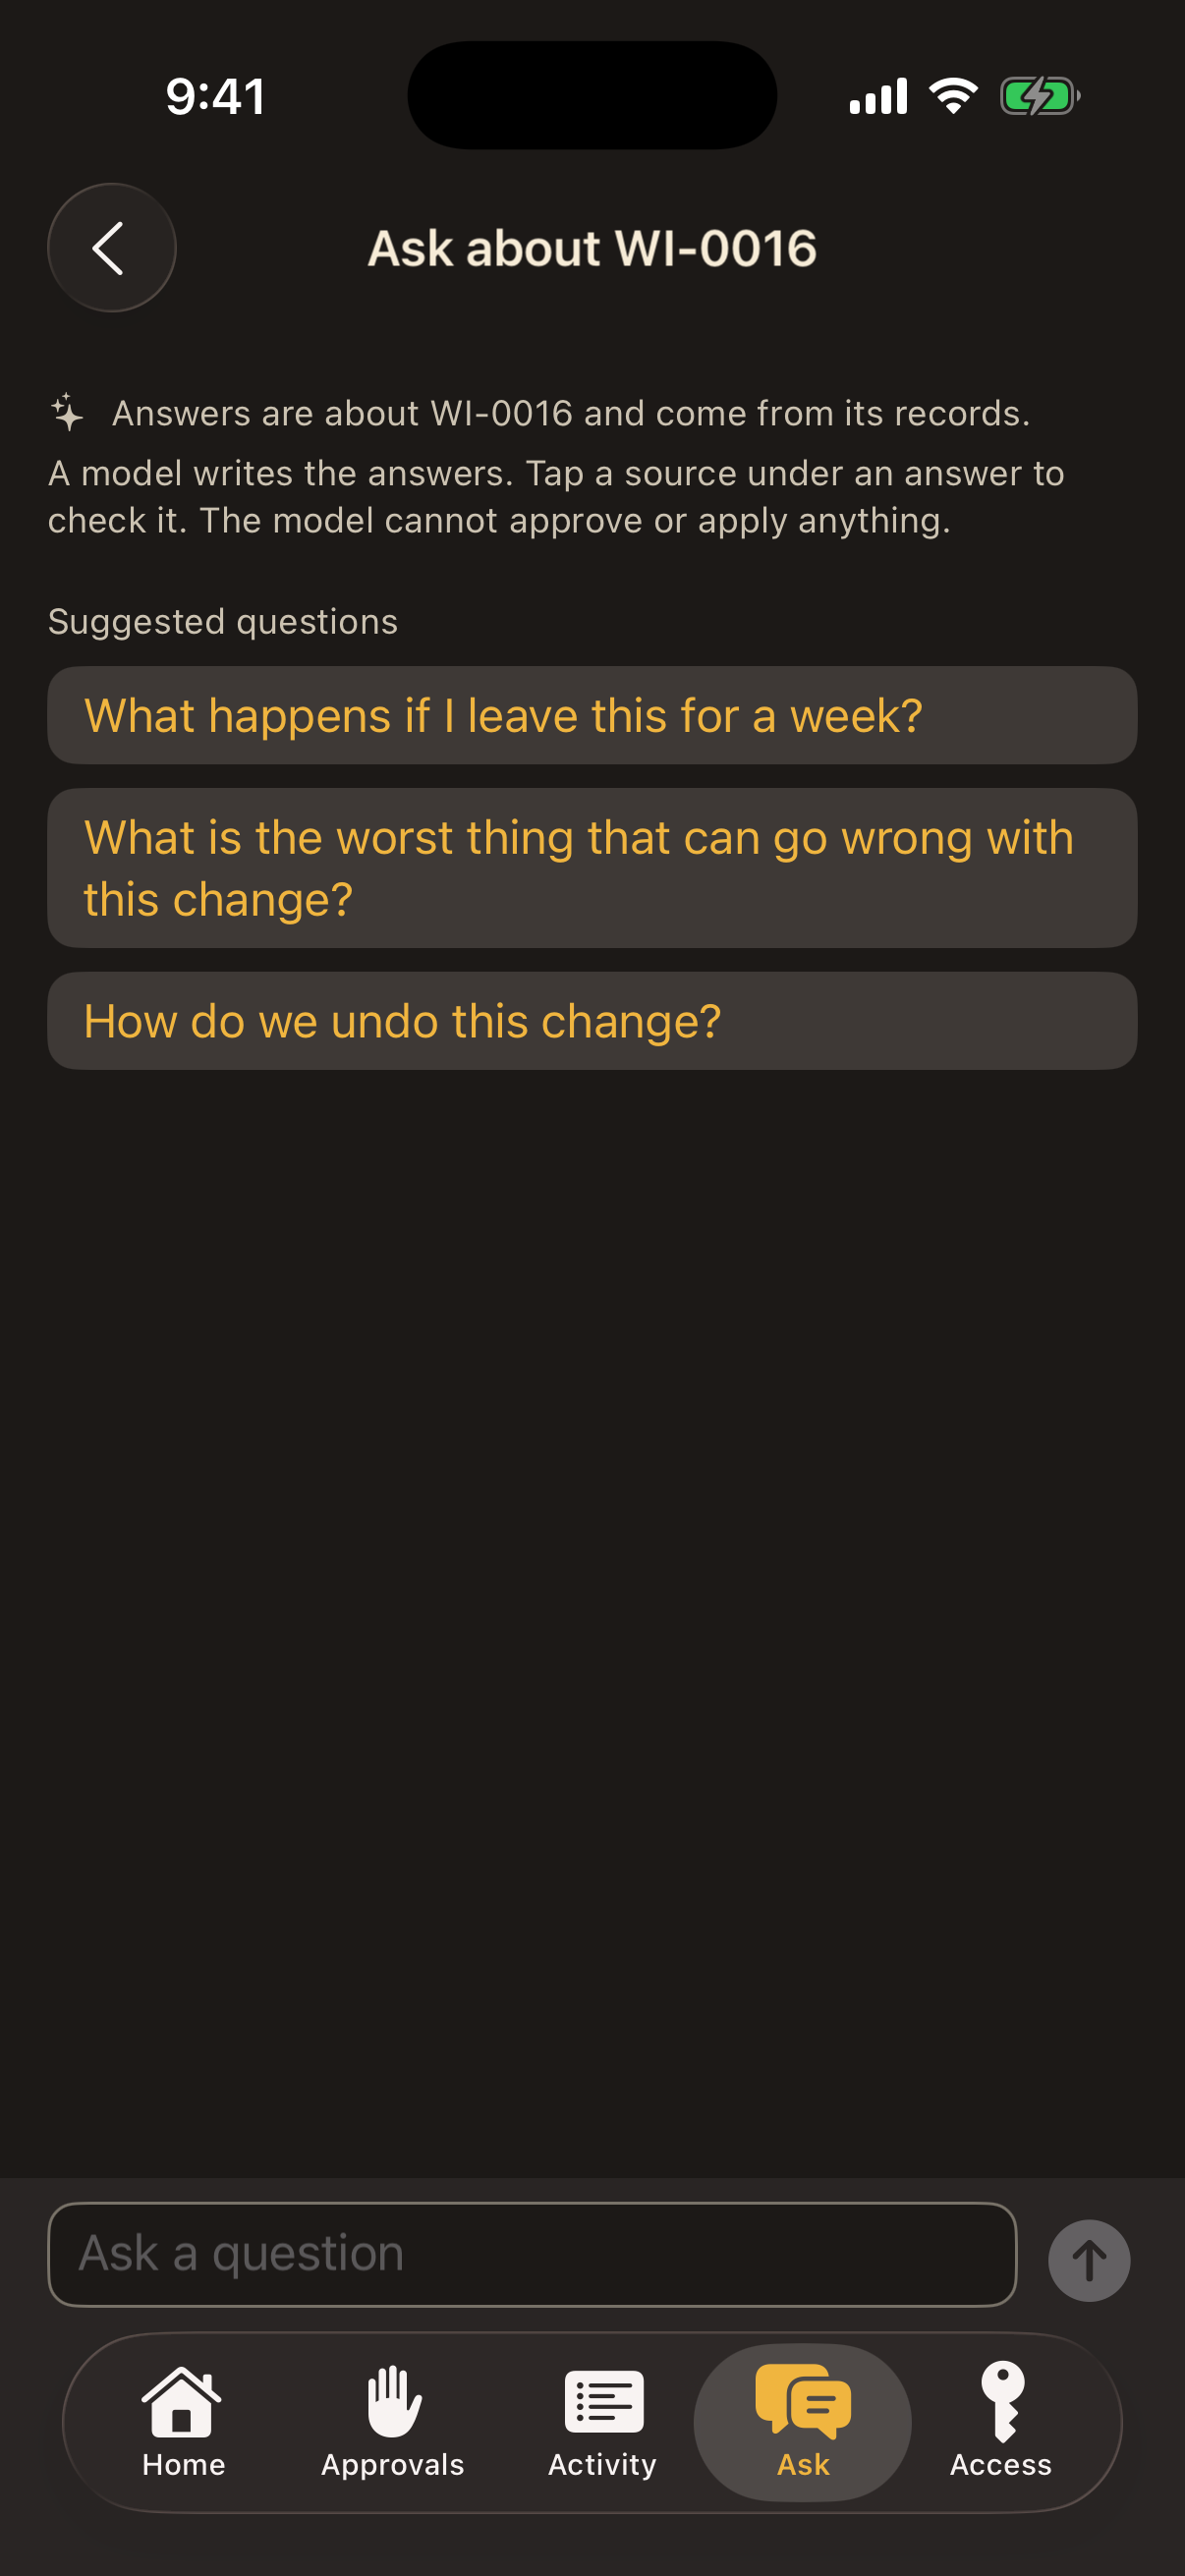 9:41
Ask about WI-0016
Answers are about WI-0016 and come from its records.
A model writes the answers. Tap a source under an answer to
check it. The model cannot approve or apply anything.
Suggested questions
What happens if I leave this for a week?
What is the worst thing that can go wrong with
this change?
How do we undo this change?
Ask a question
Home
Approvals
Activity
Ask
Access